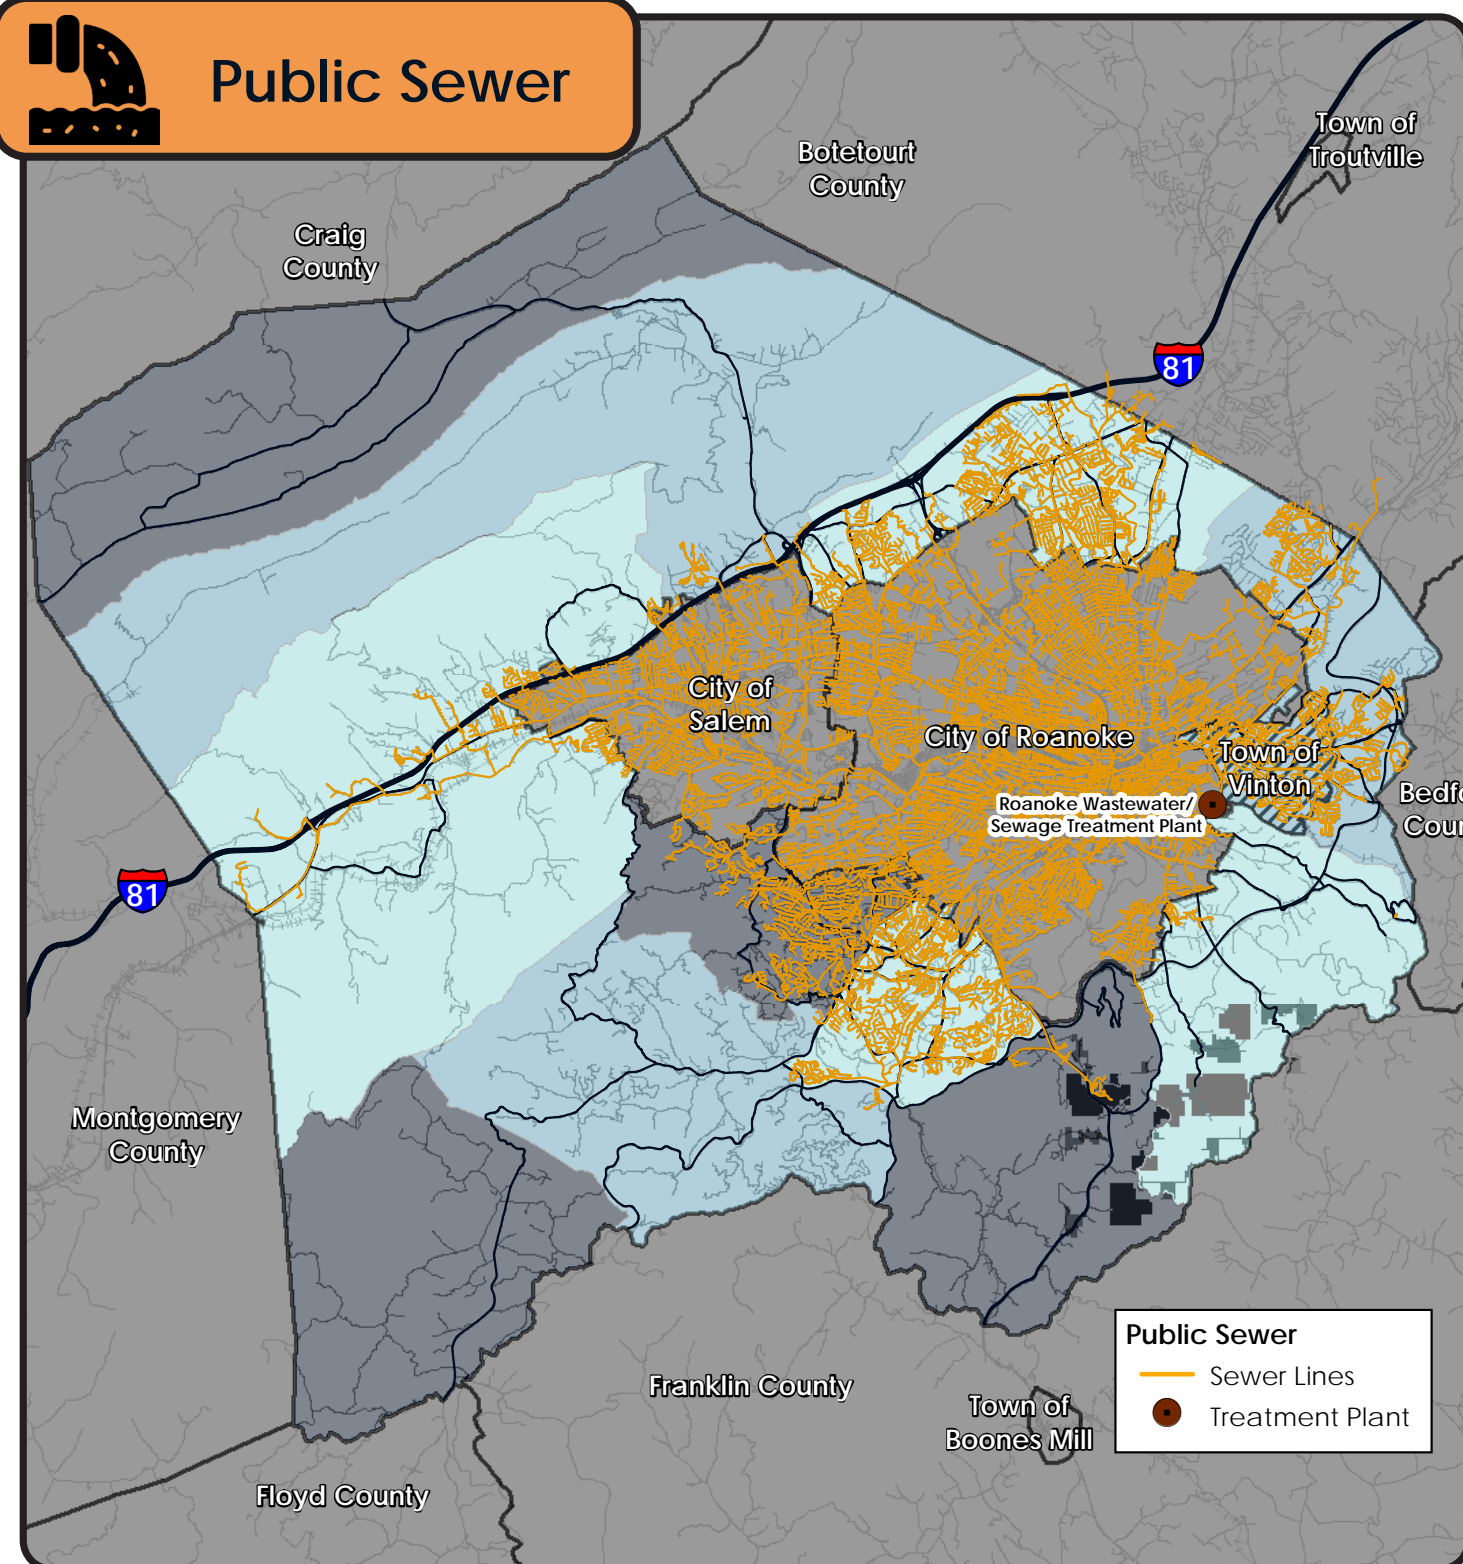 Public Sewer
Town of
Troutville
Botetourt
County
Craig
County
81
City of
Salem
City of Roanoke
Town of
Vinton
Roanoke Wastewater/
Sewage Treatment Plant
Bedfo
Coun
81
Montgomery
County
Public Sewer
Sewer Lines
Treatment Plant
Franklin County
Town of
Boones Mill
Floyd County